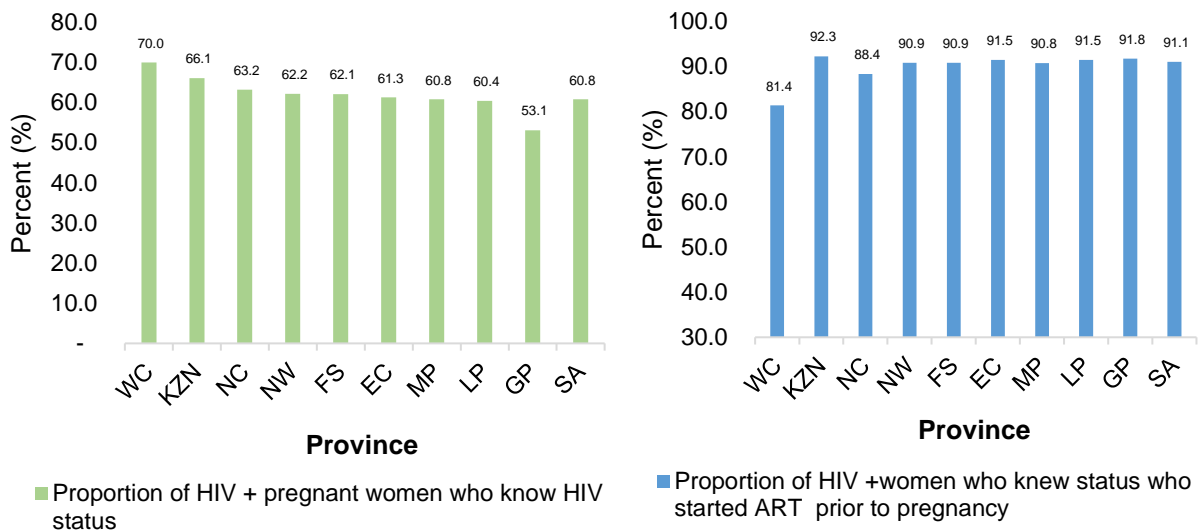 80.0
70.0
60.0
50.0
40.0
30.0
20.0
10.0
-
Percent (%)
70.0
66.1
63.2
62.2
62.1
61.3
60.8
60.4
53.1
60.8
WC
KZN
NC
NW
FS
EC
MP
LP
GP
SA
Province
Proportion of HIV + pregnant women who know HIV
status
100.0
90.0
80.0
70.0
60.0
50.0
40.0
30.0
Percent (%)
81.4
92.3
88.4
90.9
90.9
91.5
90.8
91.5
91.8
91.1
WC
KZN
NC
NW
FS
EC
MP
LP
GP
SA
Province
Proportion of HIV +women who knew status who
started ART prior to pregnancy